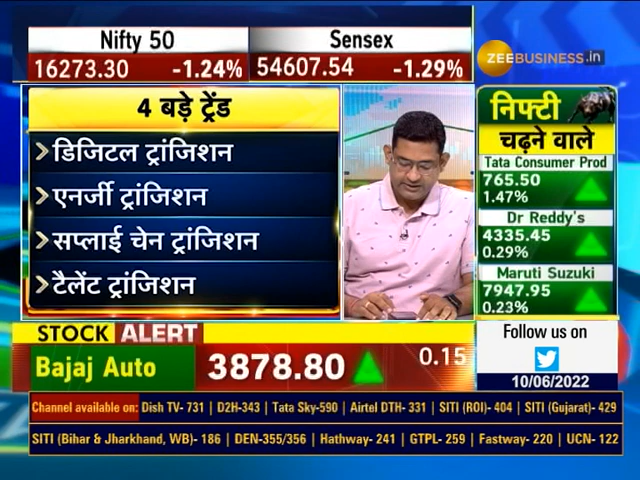 Nifty 50
16273.30 -1.24%
Sensex
54607.54 -1.29%
ZEEBUSINESS.in
4 बड़े ट्रेंड
डिजिटल ट्रांजिशन
एनर्जी ट्रांजिशन
सप्लाई चेन ट्रांजिशन
टैलेंट ट्रांजिशन
निफ्टी
चढ़ने वाले
Tata Consumer Prod
765.50
1.47%
Dr Reddy's
4335.45
0.29%
Maruti Suzuki
7947.95
0.23%
STOCK ALERT
Bajaj Auto 3878.80 0.15
Follow us on
10/06/2022
Channel available on: Dish TV- 731 | D2H-343 | Tata Sky-590 | Airtel DTH- 331 | SITI (ROI)- 404 | SITI (Gujarat)- 429
SITI (Bihar & Jharkhand, WB)- 186 | DEN-355/356 | Hathway- 241 | GTPL- 259 | Fastway- 220 | UCN- 122